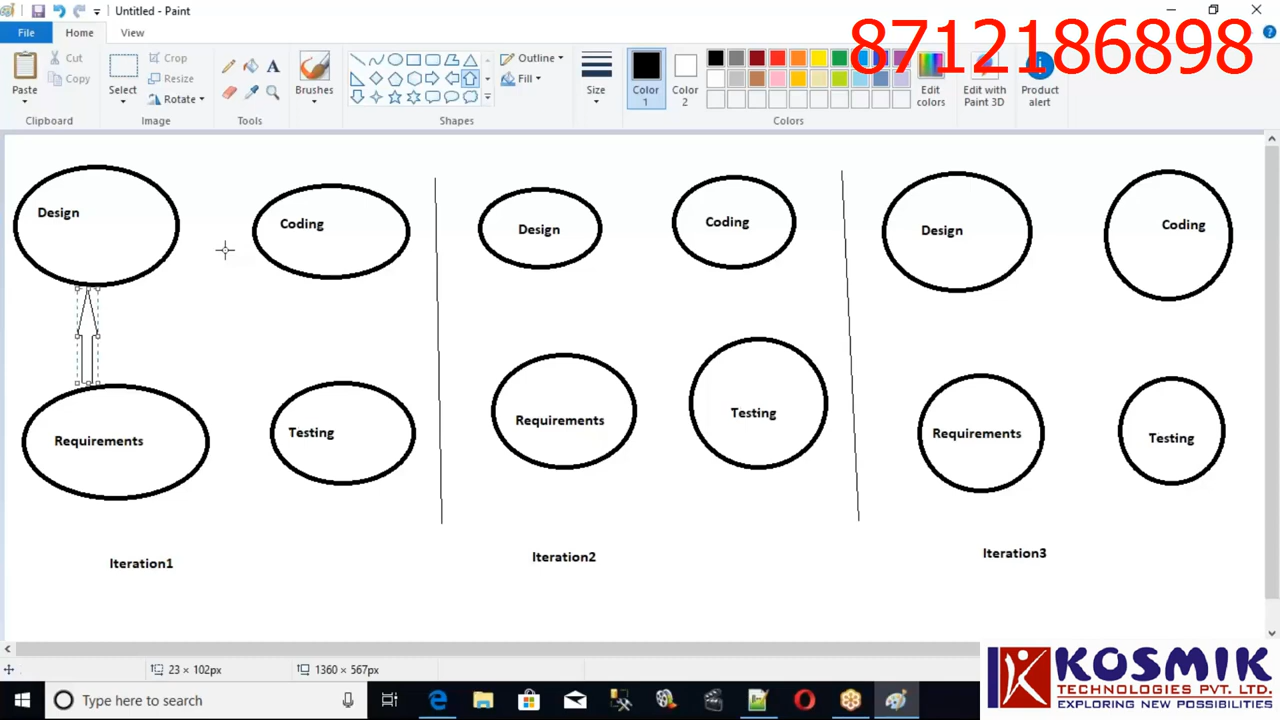 Untitled - Paint
File
Home
View
8712186898
Paste
Cut
Copy
Clipboard
Select
Crop
Resize
Rotate
Image
A
Tools
Brushes
Outline
Fill
Shapes
Size
Color 1
Color 2
Edit colors
Colors
Edit with Paint 3D
Product alert
Design
Coding
Design
Coding
Design
Coding
Requirements
Testing
Requirements
Testing
Requirements
Testing
Iteration1
Iteration2
Iteration3
23 × 102px
1360 × 567px
Type here to search
KOSMIK
TECHNOLOGIES PVT. LTD.
EXPLORING NEW POSSIBILITIES